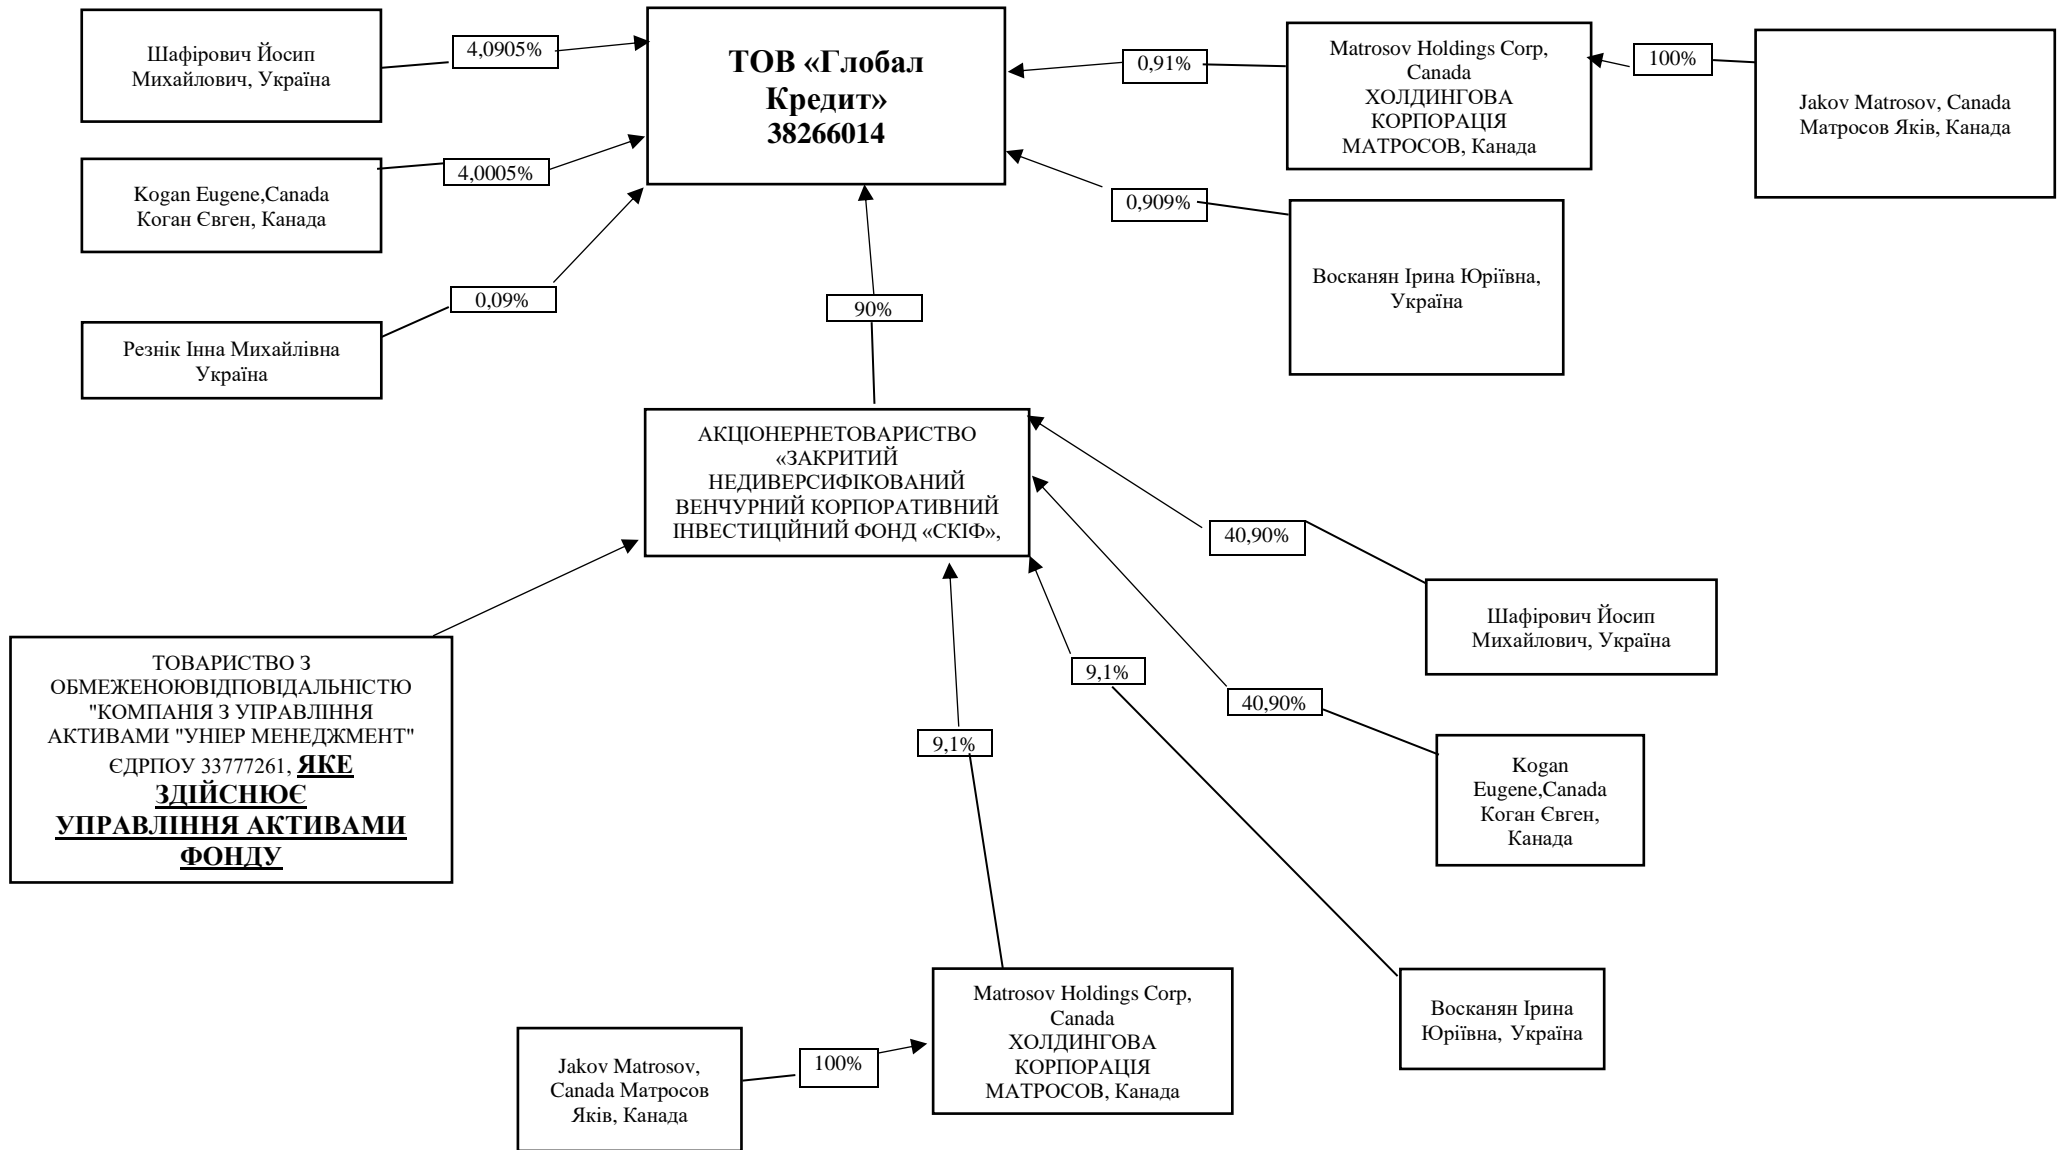 Шафірович Йосип
Михайлович, Україна
4,0905%
ТОВ «Глобал
Кредит»
38266014
0,91%
Matrosov Holdings Corp,
Canada
ХОЛДИНГОВА
КОРПОРАЦІЯ
МАТРОСОВ, Канада
100%
Jakov Matrosov, Canada
Матросов Яків, Канада
Kogan Eugene,Canada
Коган Євген, Канада
4,0005%
0,909%
Восканян Ірина Юріївна,
Україна
0,09%
90%
Резнік Інна Михайлівна
Україна
АКЦІОНЕРНЕТОВАРИСТВО
«ЗАКРИТИЙ
НЕДИВЕРСИФІКОВАНИЙ
ВЕНЧУРНИЙ КОРПОРАТИВНИЙ
ІНВЕСТИЦІЙНИЙ ФОНД «СКІФ»,
40,90%
Шафірович Йосип
Михайлович, Україна
ТОВАРИСТВО З
ОБМЕЖЕНОЮВІДПОВІДАЛЬНІСТЮ
"КОМПАНІЯ З УПРАВЛІННЯ
АКТИВАМИ "УНІЕР МЕНЕДЖМЕНТ"
ЄДРПОУ 33777261, ЯКЕ
ЗДІЙСНЮЄ
УПРАВЛІННЯ АКТИВАМИ
ФОНДУ
9,1%
40,90%
9,1%
Kogan
Eugene,Canada
Коган Євген,
Канада
Matrosov Holdings Corp,
Canada
ХОЛДИНГОВА
КОРПОРАЦІЯ
МАТРОСОВ, Канада
Восканян Ірина
Юріївна, Україна
Jakov Matrosov,
Canada Матросов
Яків, Канада
100%